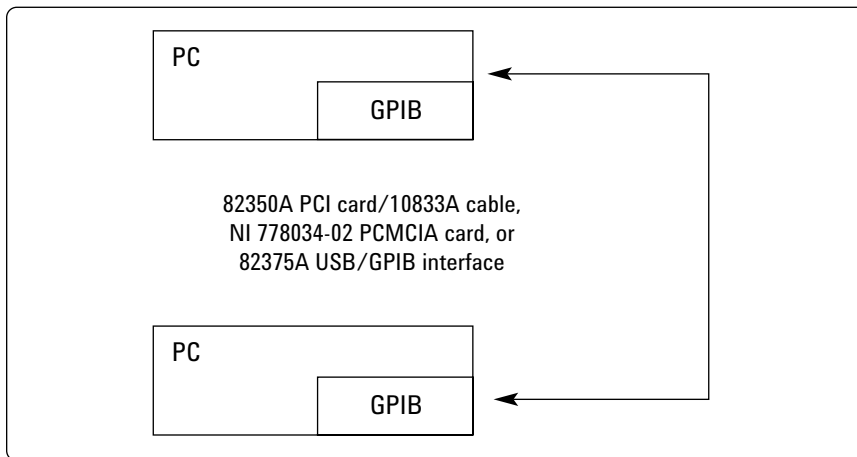 PC
GPIB
82350A PCI card/10833A cable,
NI 778034-02 PCMCIA card, or
82375A USB/GPIB interface
PC
GPIB